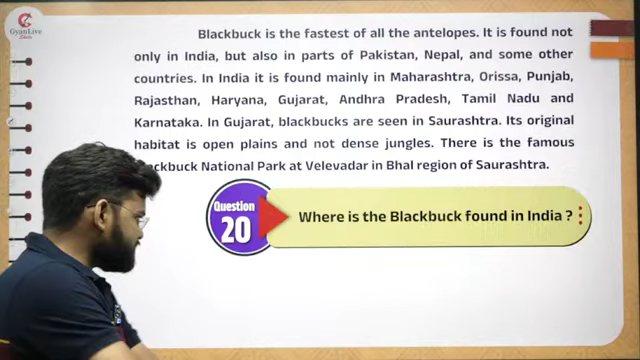 GyanLive
Blackbuck is the fastest of all the antelopes. It is found not
only in India, but also in parts of Pakistan, Nepal, and some other
countries. In India it is found mainly in Maharashtra, Orissa, Punjab,
Rajasthan, Haryana, Gujarat, Andhra Pradesh, Tamil Nadu and
Karnataka. In Gujarat, blackbucks are seen in Saurashtra. Its original
habitat is open plains and not dense jungles. There is the famous
National Park at Velevadar in Bhal region of Saurashtra.
Question
20
Where is the Blackbuck found in India ?